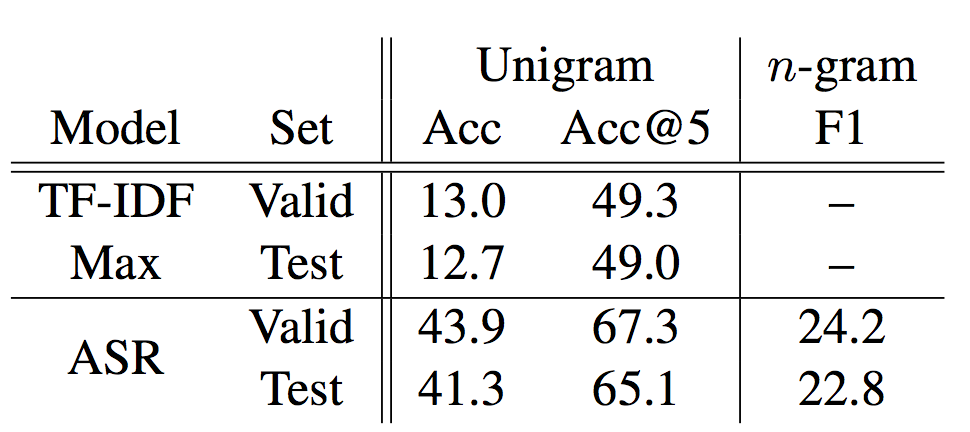 Unigram n-gram
Model Set Acc Acc@5 F1
TF-IDF Valid 13.0 49.3 –
Max Test 12.7 49.0 –
ASR Valid 43.9 67.3 24.2
Test 41.3 65.1 22.8